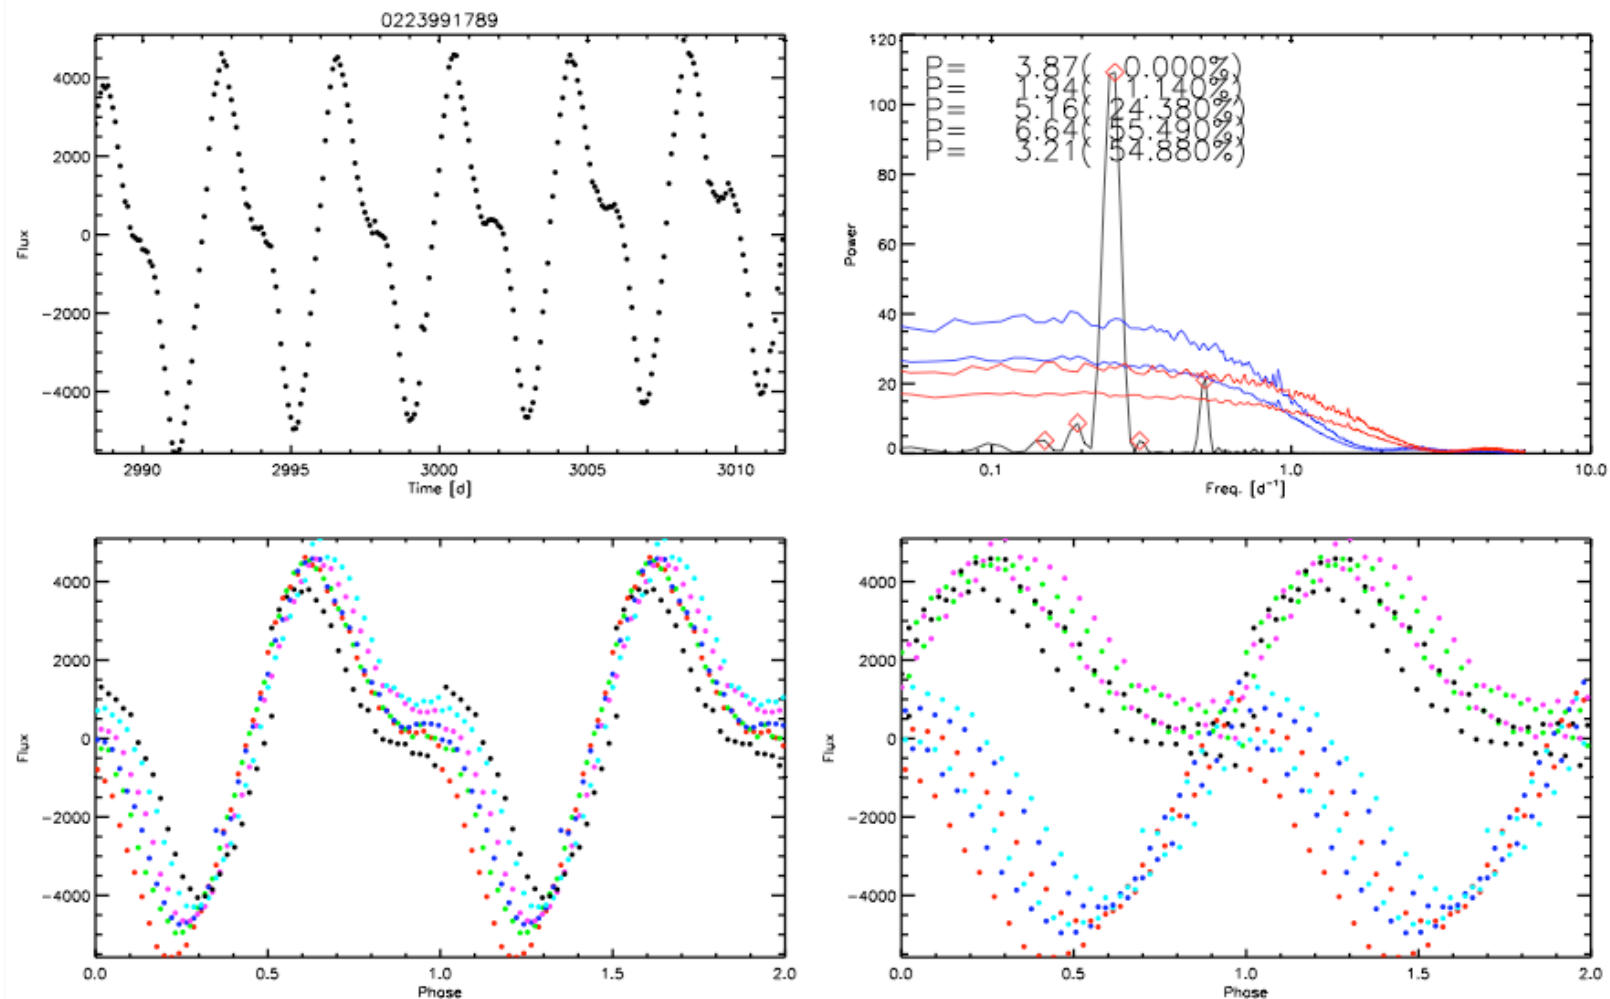 0223991789
4000
2000
0
-2000
-4000
Flux
2990 2995 3000 3005 3010
Time [d]
120
100
80
60
40
20
0
Power
P= 3.87( 0.000%)
P= 1.94( 1.140%)
P= 5.16( 24.380%)
P= 6.64( 55.490%)
P= 3.21( 54.880%)
0.1 1.0 10.0
Freq. [d⁻¹]
4000
2000
0
-2000
-4000
Flux
0.0 0.5 1.0 1.5 2.0
Phase
4000
2000
0
-2000
-4000
Flux
0.0 0.5 1.0 1.5 2.0
Phase